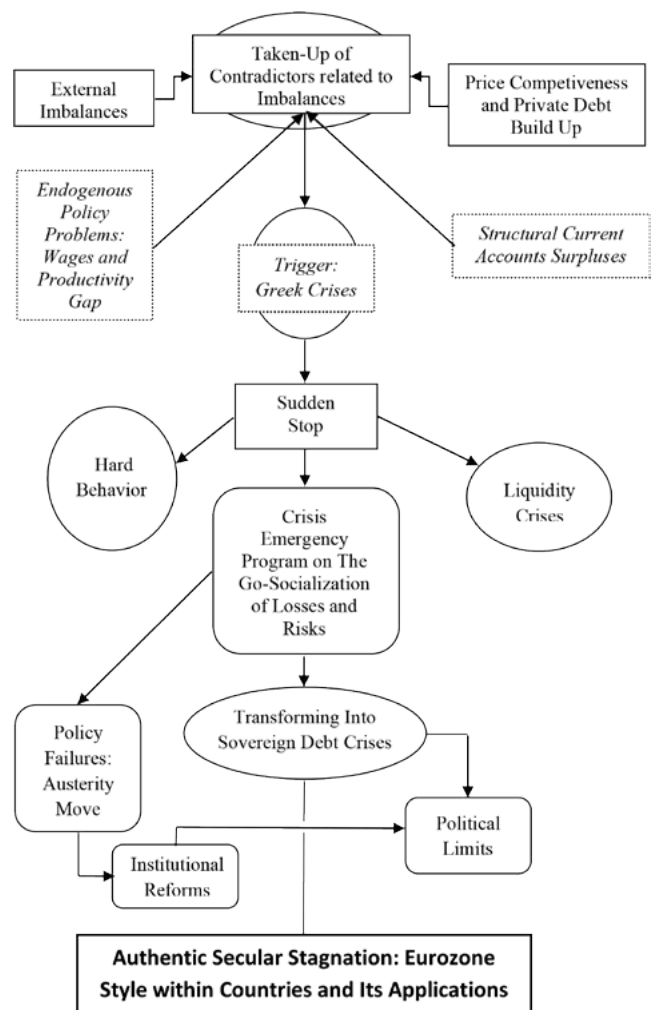 Taken-Up of
Contradictors related to
Imbalances
External
Imbalances
Price Competiveness
and Private Debt
Build Up
Endogenous
Policy
Problems:
Wages and
Productivity
Gap
Structural Current
Accounts Surpluses
Trigger:
Greek Crises
Sudden
Stop
Hard
Behavior
Liquidity
Crises
Crisis
Emergency
Program on The
Go-Socialization
of Losses and
Risks
Policy
Failures:
Austerity
Move
Transforming Into
Sovereign Debt Crises
Political
Limits
Institutional
Reforms
Authentic Secular Stagnation: Eurozone
Style within Countries and Its Applications